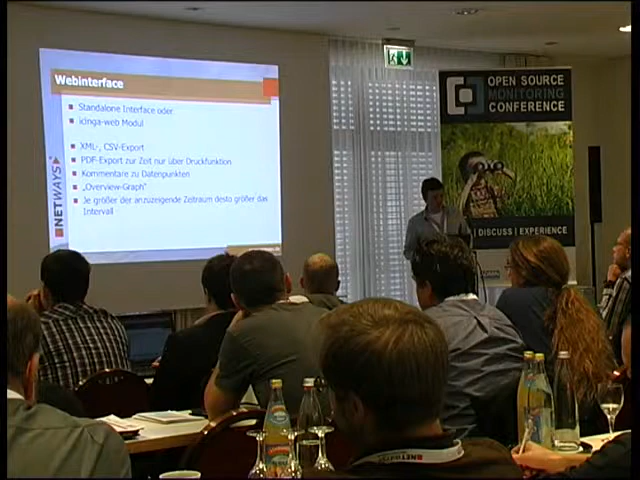 Webinterface
Standalone Interface oder
icinga-web Modul
XML-, CSV-Export
PDF-Export zur Zeit nur über Druckfunktion
Kommentare zu Datenpunkten
„Overview-Graph"
Je größer der anzuzeigende Zeitraum desto größer das
Intervall
NETWAYS
OPEN SOURCE
MONITORING
CONFERENCE
| DISCUSS | EXPERIENCE
NETWAYS